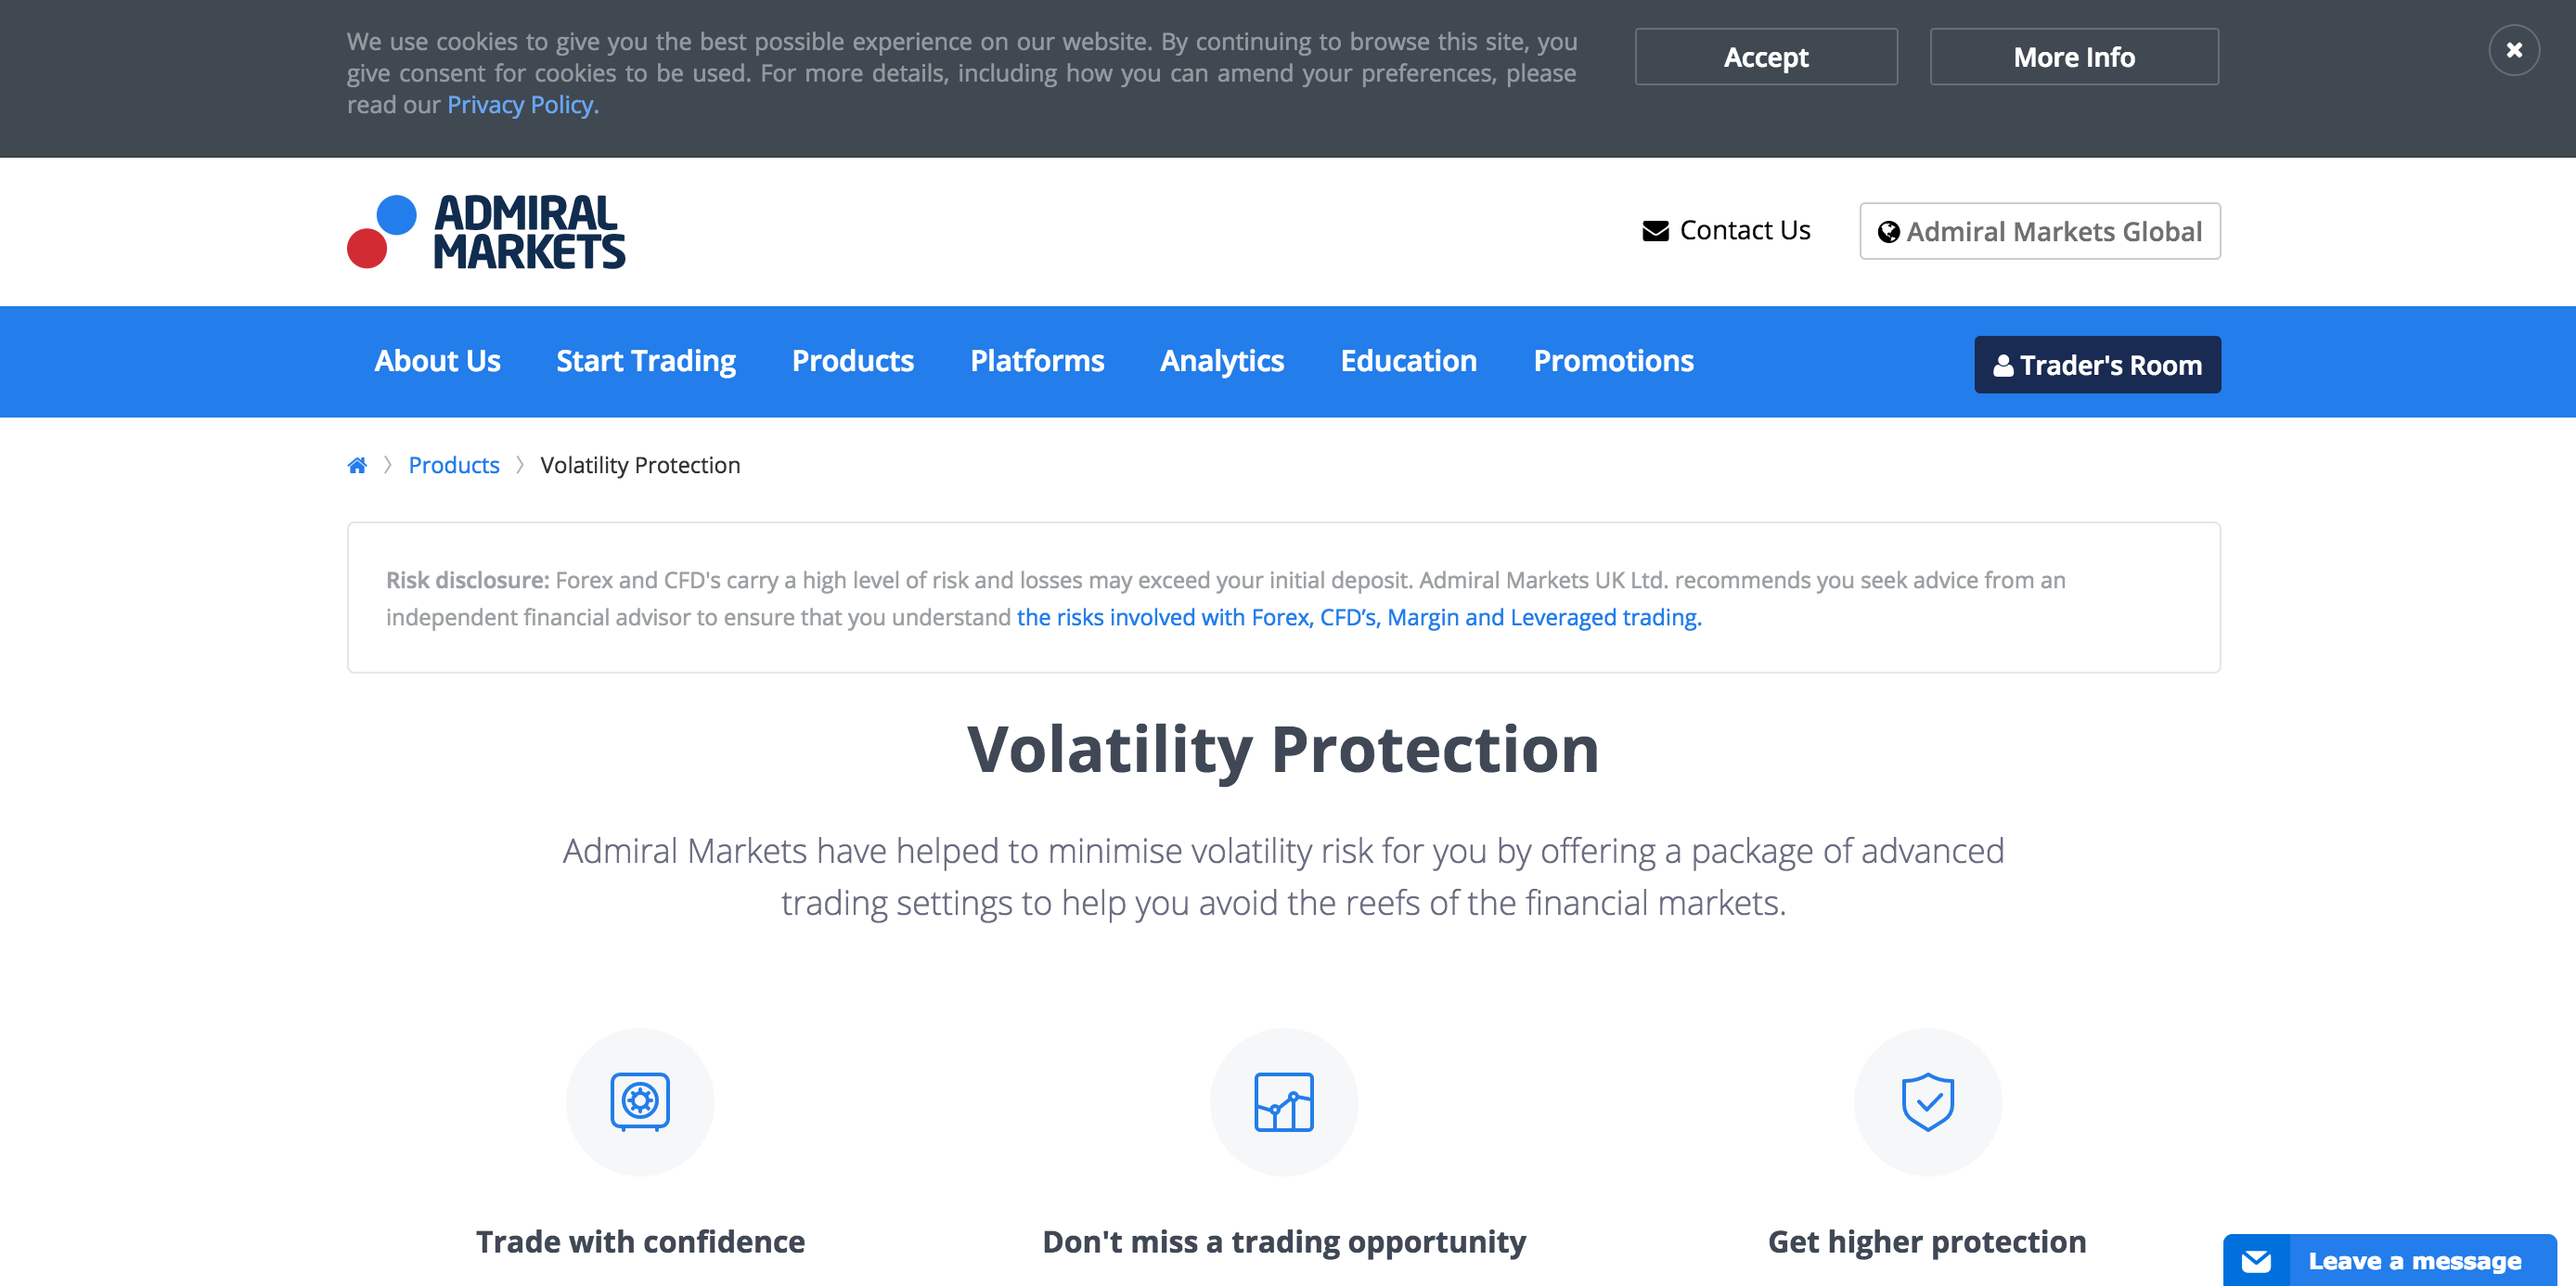 We use cookies to give you the best possible experience on our website. By continuing to browse this site, you
give consent for cookies to be used. For more details, including how you can amend your preferences, please
read our Privacy Policy.
Accept
More Info
ADMIRAL
MARKETS
Contact Us
Admiral Markets Global
About Us
Start Trading
Products
Platforms
Analytics
Education
Promotions
Trader's Room
Products
Volatility Protection
Risk disclosure: Forex and CFD's carry a high level of risk and losses may exceed your initial deposit. Admiral Markets UK Ltd. recommends you seek advice from an
independent financial advisor to ensure that you understand the risks involved with Forex, CFD’s, Margin and Leveraged trading.
Volatility Protection
Admiral Markets have helped to minimise volatility risk for you by offering a package of advanced
trading settings to help you avoid the reefs of the financial markets.
Trade with confidence
Don't miss a trading opportunity
Get higher protection
Leave a message